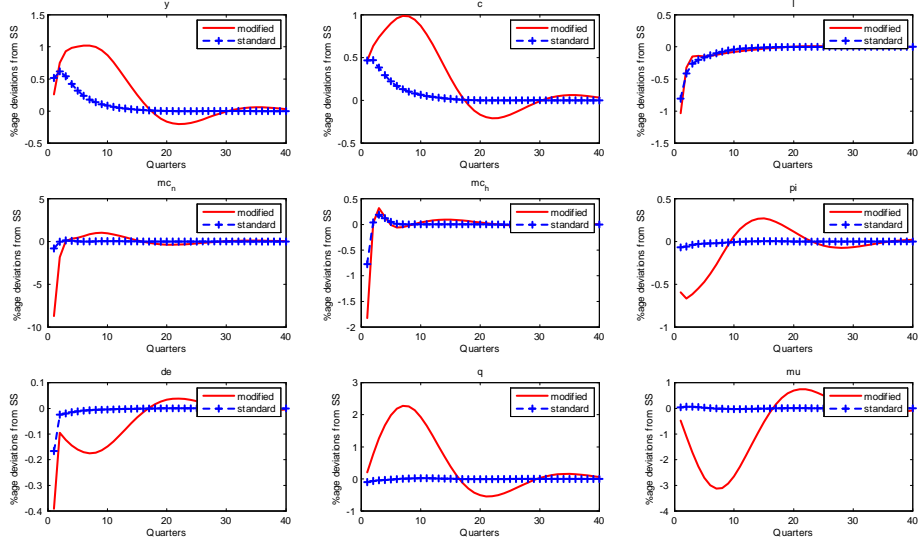 y
%age deviations from SS
1.5
1
0.5
0
-0.5
0 10 20 30 40
Quarters
modified
standard
c
%age deviations from SS
1
0.5
0
-0.5
0 10 20 30 40
Quarters
modified
standard
l
%age deviations from SS
1
0.5
0
-0.5
-1
-1.5
0 10 20 30 40
Quarters
modified
standard
mc_n
%age deviations from SS
5
0
-5
-10
0 10 20 30 40
Quarters
modified
standard
mc_h
%age deviations from SS
0.5
0
-0.5
-1
-1.5
-2
0 10 20 30 40
Quarters
modified
standard
pi
%age deviations from SS
0.5
0
-0.5
-1
0 10 20 30 40
Quarters
modified
standard
de
%age deviations from SS
0.1
0
-0.1
-0.2
-0.3
-0.4
0 10 20 30 40
Quarters
modified
standard
q
%age deviations from SS
3
2
1
0
-1
0 10 20 30 40
Quarters
modified
standard
mu
%age deviations from SS
1
0
-1
-2
-3
-4
0 10 20 30 40
Quarters
modified
standard